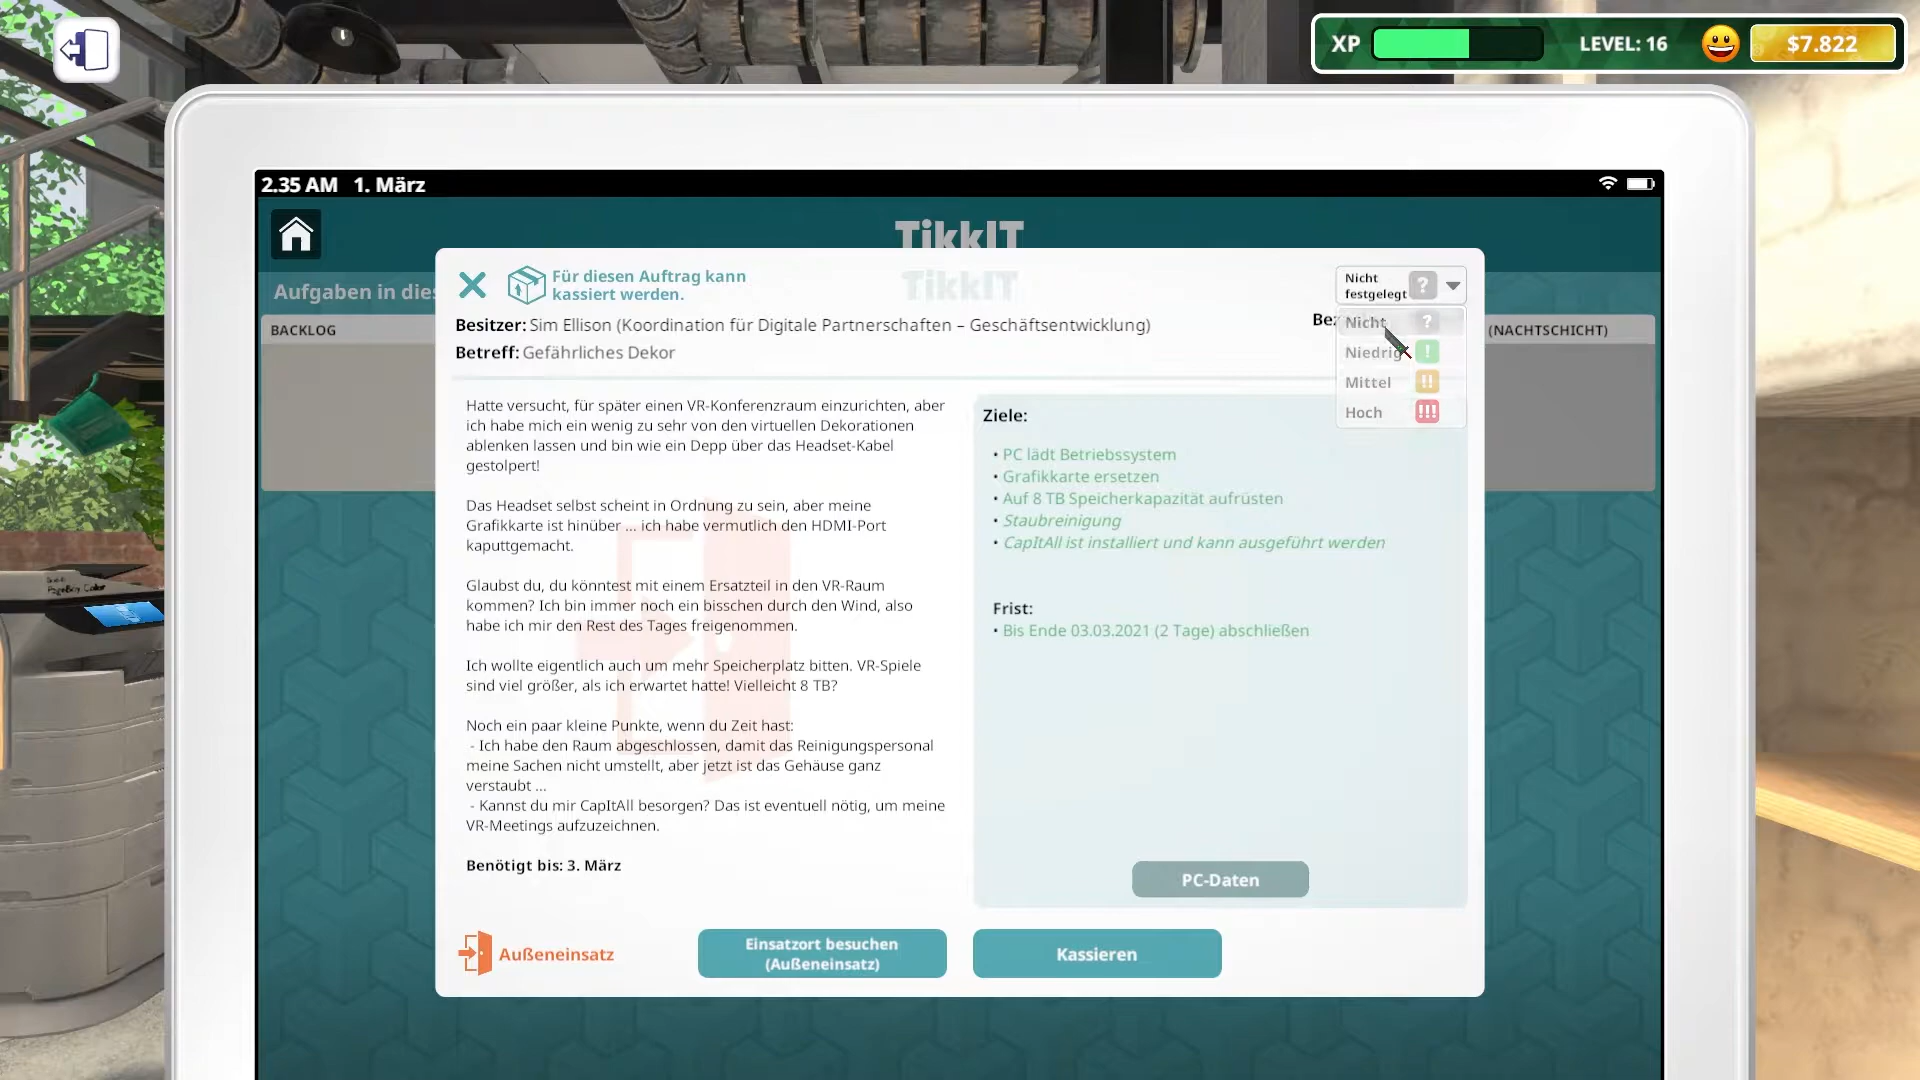 XP
LEVEL: 16
$7.822
2.35 AM 1. März
TikkIT
TikkIT
Aufgaben in dies
BACKLOG
(NACHTSCHICHT)
Für diesen Auftrag kann
kassiert werden.
Nicht
festgelegt ?
Besitzer: Sim Ellison (Koordination für Digitale Partnerschaften – Geschäftsentwicklung)
Betreff: Gefährliches Dekor
Nicht ?
Niedrig !
Mittel !!
Hoch !!!
Hatte versucht, für später einen VR-Konferenzraum einzurichten, aber
ich habe mich ein wenig zu sehr von den virtuellen Dekorationen
ablenken lassen und bin wie ein Depp über das Headset-Kabel
gestolpert!
Das Headset selbst scheint in Ordnung zu sein, aber meine
Grafikkarte ist hinüber ... ich habe vermutlich den HDMI-Port
kaputtgemacht.
Glaubst du, du könntest mit einem Ersatzteil in den VR-Raum
kommen? Ich bin immer noch ein bisschen durch den Wind, also
habe ich mir den Rest des Tages freigenommen.
Ich wollte eigentlich auch um mehr Speicherplatz bitten. VR-Spiele
sind viel größer, als ich erwartet hatte! Vielleicht 8 TB?
Noch ein paar kleine Punkte, wenn du Zeit hast:
- Ich habe den Raum abgeschlossen, damit das Reinigungspersonal
meine Sachen nicht umstellt, aber jetzt ist das Gehäuse ganz
verstaubt ...
- Kannst du mir CapItAll besorgen? Das ist eventuell nötig, um meine
VR-Meetings aufzuzeichnen.
Benötigt bis: 3. März
Ziele:
• PC lädt Betriebssystem
• Grafikkarte ersetzen
• Auf 8 TB Speicherkapazität aufrüsten
• Staubreinigung
• CapItAll ist installiert und kann ausgeführt werden
Frist:
• Bis Ende 03.03.2021 (2 Tage) abschließen
PC-Daten
Außeneinsatz
Einsatzort besuchen
(Außeneinsatz)
Kassieren